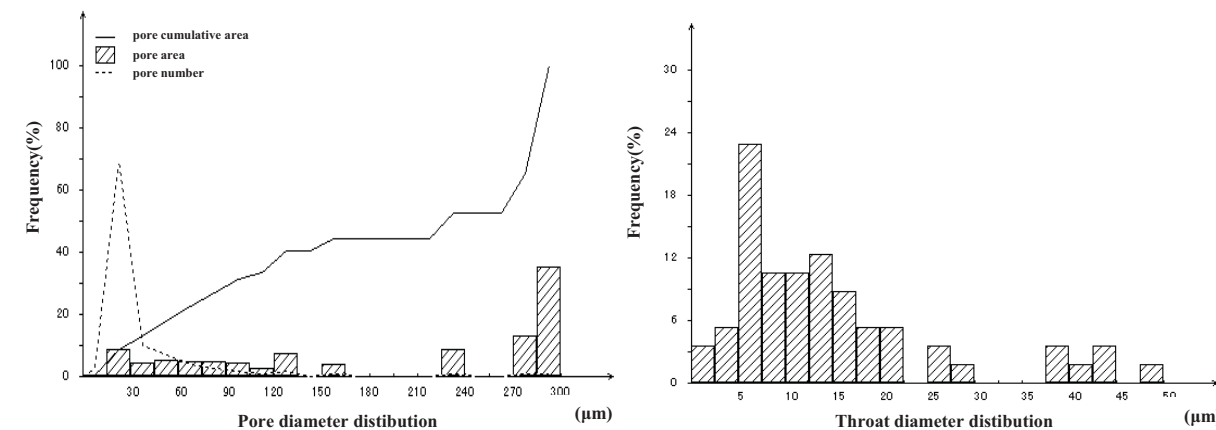 pore cumulative area
pore area
pore number
Frequency(%)
100
80
60
40
20
0
30 60 90 120 150 180 210 240 270 300
Pore diameter distibution
(μm)
Frequency(%)
30
24
18
12
6
0
5 10 15 20 25 30 35 40 45 50
Throat diameter distibution
(μm